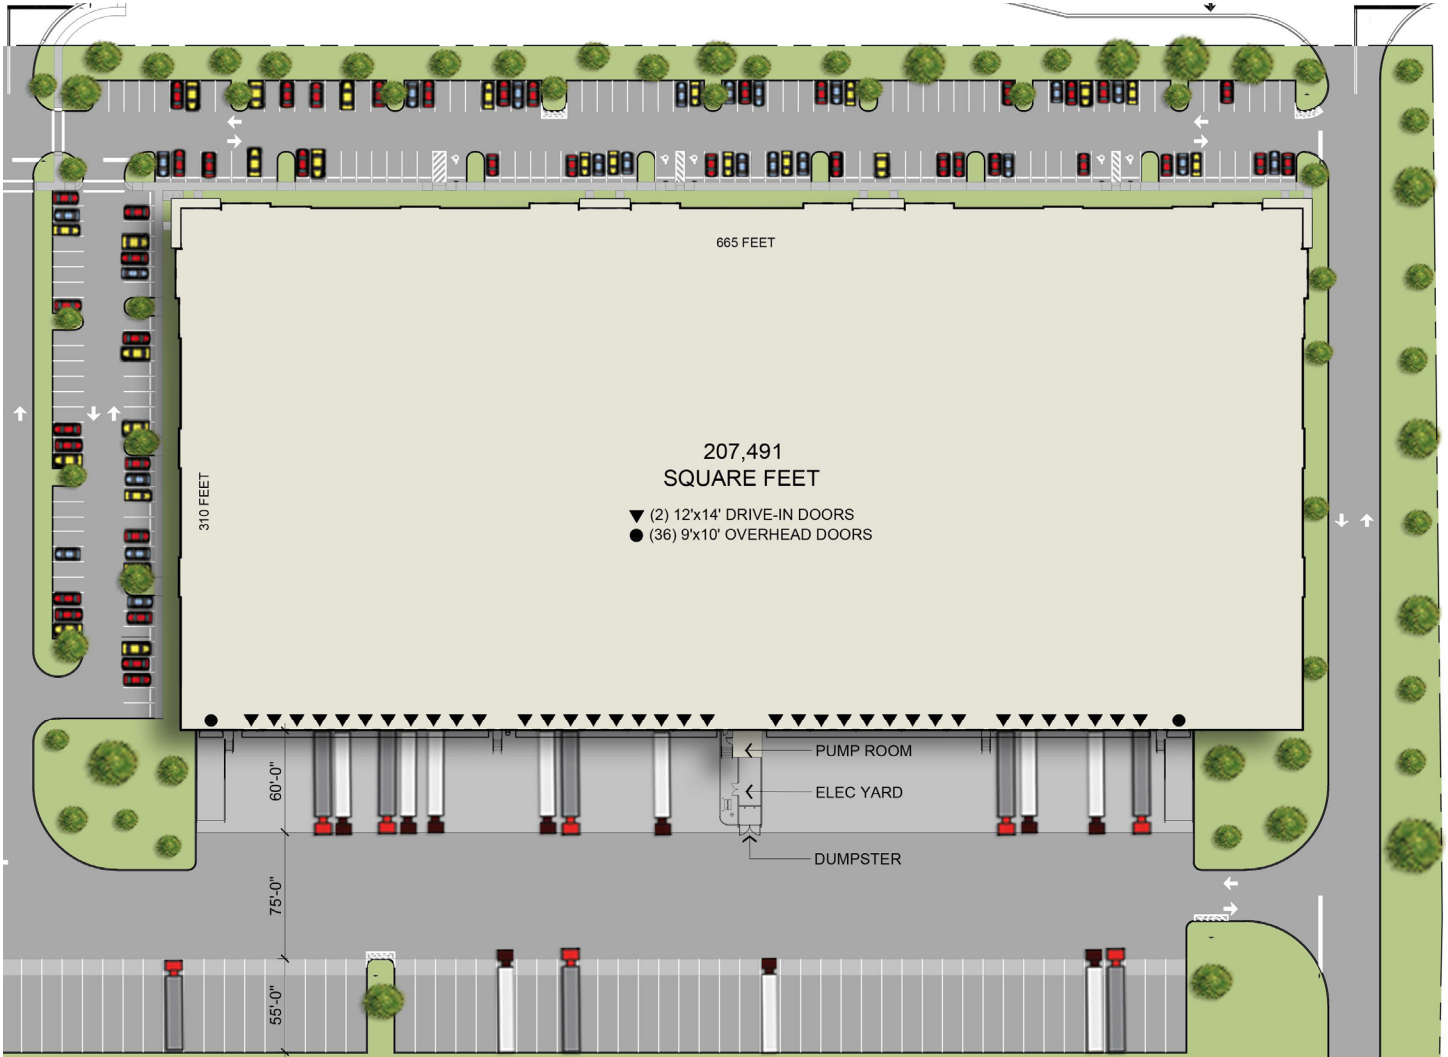 665 FEET
310 FEET
207,491
SQUARE FEET
(2) 12'x14' DRIVE-IN DOORS
(36) 9'x10' OVERHEAD DOORS
PUMP ROOM
60'-0"
ELEC YARD
DUMPSTER
75'-0"
55'-0"